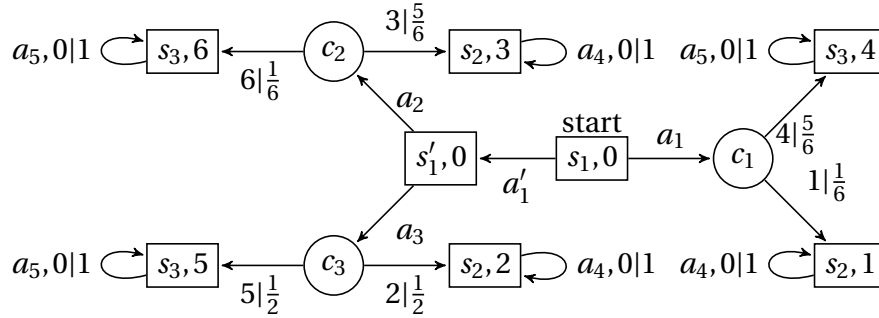 a₅, 0|1
s₃, 6
6|1/6
c₂
3|5/6
s₂, 3
a₄, 0|1
a₅, 0|1
s₃, 4
a₂
start
s₁′, 0
a₁′
s₁, 0
a₁
c₁
4|5/6
1|1/6
a₃
a₅, 0|1
s₃, 5
5|1/2
c₃
2|1/2
s₂, 2
a₄, 0|1
a₄, 0|1
s₂, 1